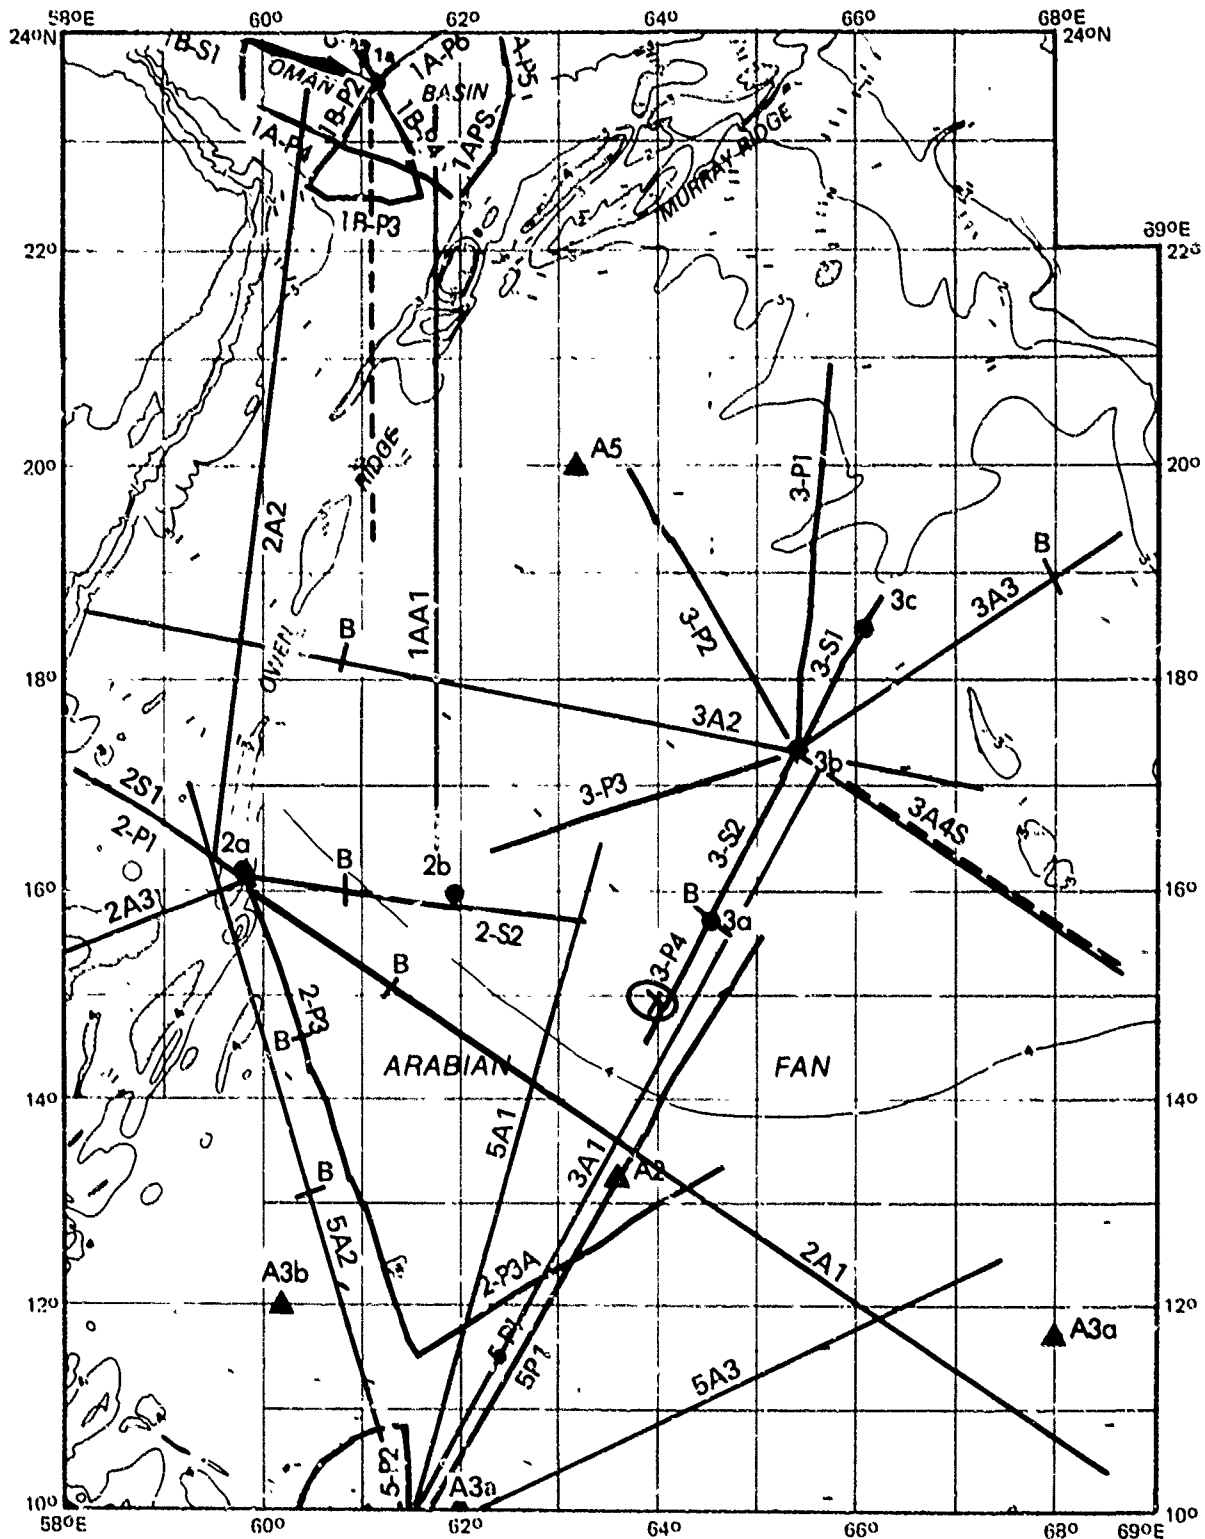 58°E 60° 62° 64° 66° 68°E
24°N
24°N
1B-S1
1A-P6
OMAN
BASIN
1B-P2
1A-P4
1APS
1B-P3
MURRAY RIDGE
69°E
22°
22°
RIDGE
A5
20°
20°
3-P1
2A2
B
3A3
3c
1AA1
3-P2
3-S1
B
OWEN
18°
18°
3A2
3b
2S1
3-P3
3A4S
2-P1
2a
3-S2
B
2b
16°
16°
2A3
2-S2
B
3a
B
3-P4
2-P3
B
ARABIAN
FAN
4
4
14°
14°
5A1
3A1
A2
B
5A2
2-P3A
2A1
A3b
12°
12°
A3a
5-P1
5P1
5A3
5-P2
A3a
10°
10°
58°E 60° 62° 64° 66° 68° 69°E